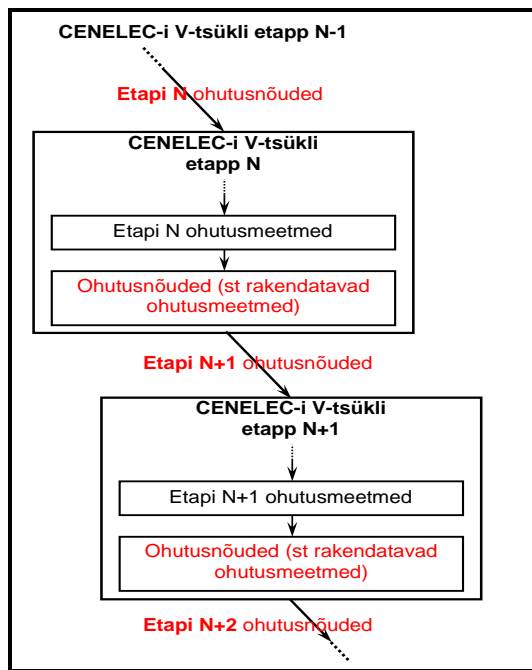 CENELEC-i V-tsükli etapp N-1
Etapi N ohutusnõuded
CENELEC-i V-tsükli
etapp N
Etapi N ohutusmeetmed
Ohutusnõuded (st rakendatavad
ohutusmeetmed)
Etapi N+1 ohutusnõuded
CENELEC-i V-tsükli
etapp N+1
Etapi N+1 ohutusmeetmed
Ohutusnõuded (st rakendatavad
ohutusmeetmed)
Etapi N+2 ohutusnõuded